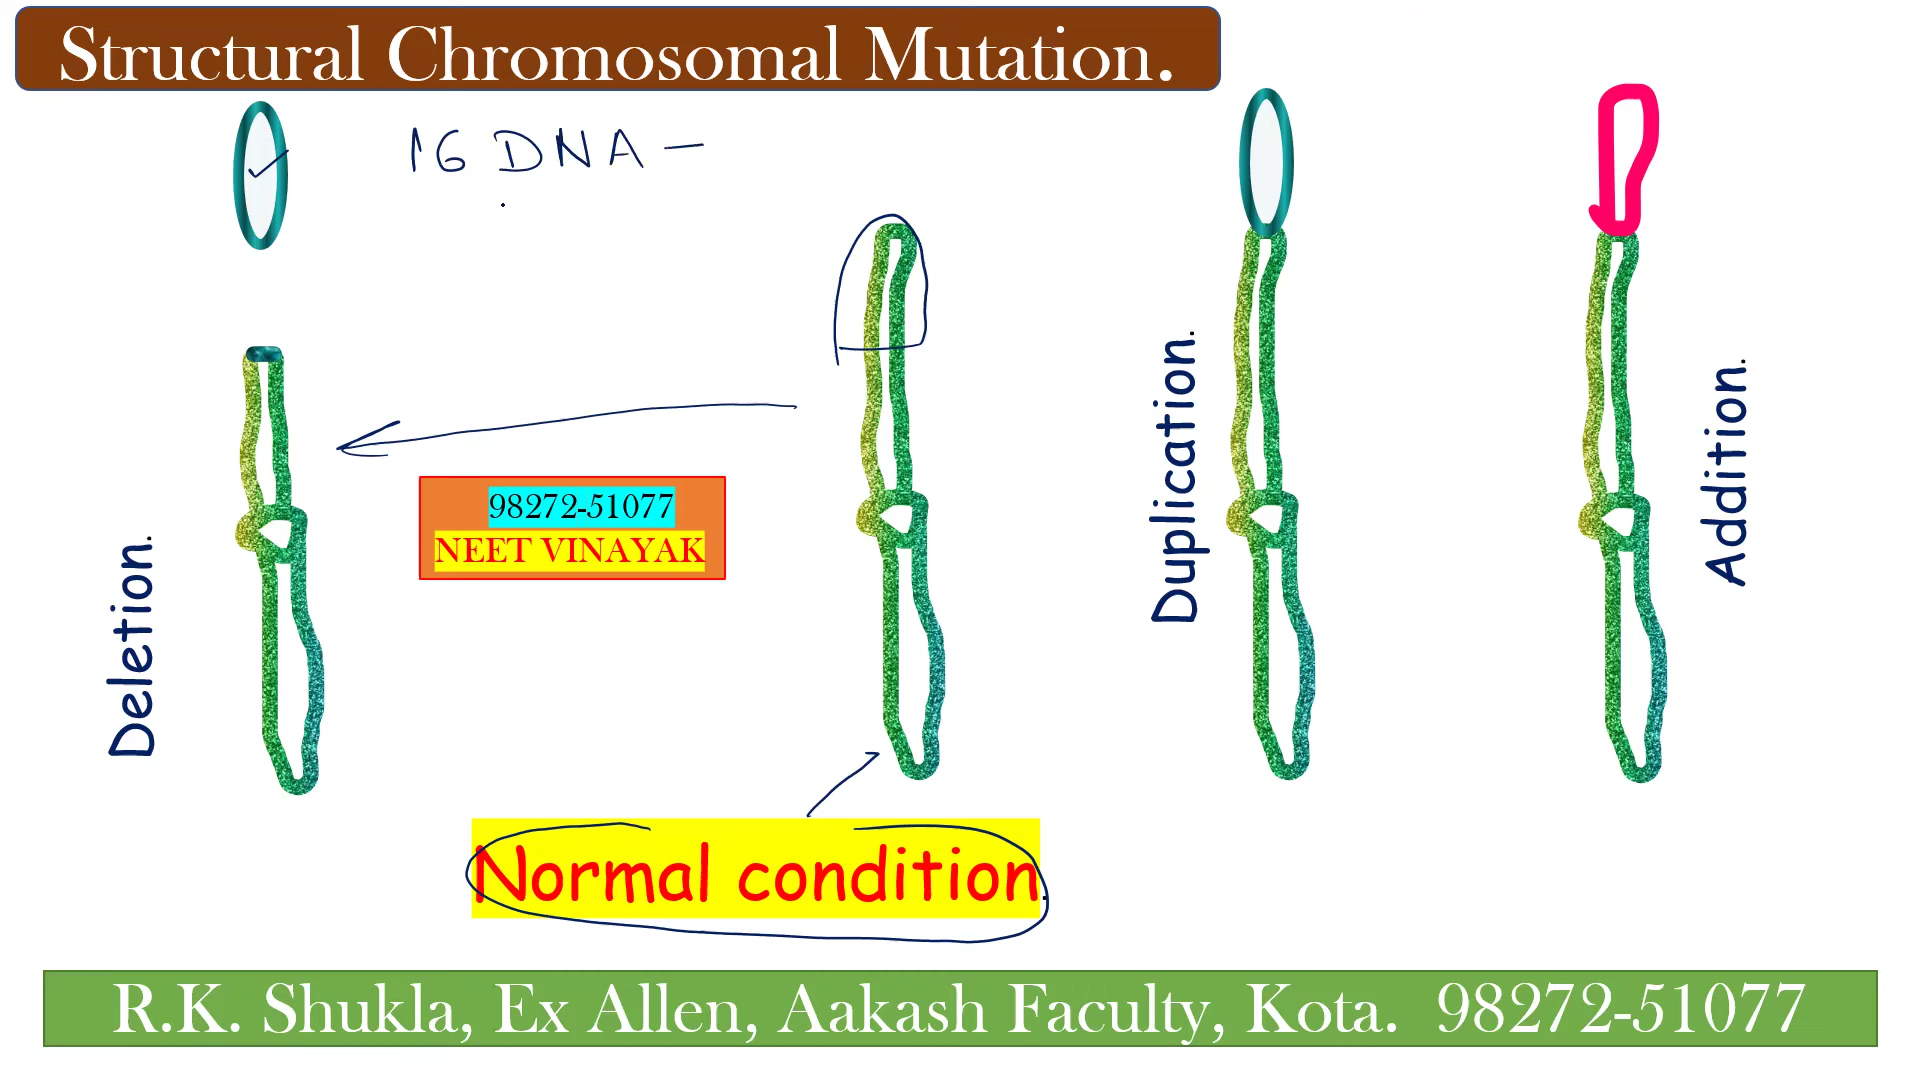 Structural Chromosomal Mutation.
16 DNA –
Deletion.
98272-51077
NEET VINAYAK
Duplication.
Addition.
Normal condition.
R.K. Shukla, Ex Allen, Aakash Faculty, Kota. 98272-51077